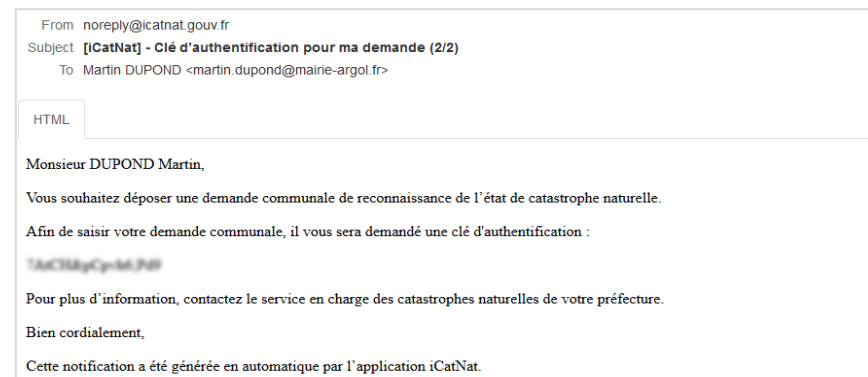 From noreply@icatnat.gouv.fr
Subject [iCatNat] - Clé d'authentification pour ma demande (2/2)
To Martin DUPOND <martin.dupond@mairie-argol.fr>
HTML
Monsieur DUPOND Martin,
Vous souhaitez déposer une demande communale de reconnaissance de l'état de catastrophe naturelle.
Afin de saisir votre demande communale, il vous sera demandé une clé d'authentification :
Pour plus d'information, contactez le service en charge des catastrophes naturelles de votre préfecture.
Bien cordialement,
Cette notification a été générée en automatique par l'application iCatNat.